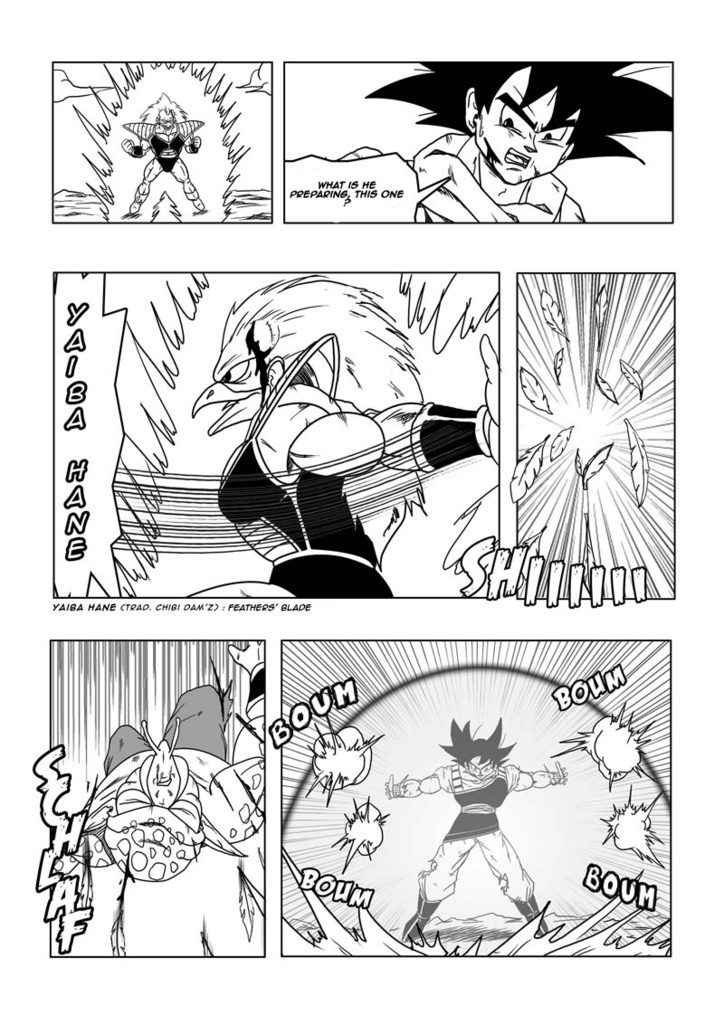 WHAT IS HE
PREPARING, THIS ONE
?
YAIBA HANE
SHIIIIII
YAIBA HANE (TRAD. CHIBI DAM'Z) : FEATHERS' BLADE
SCHLAF
BOUM
BOUM
BOUM
BOUM